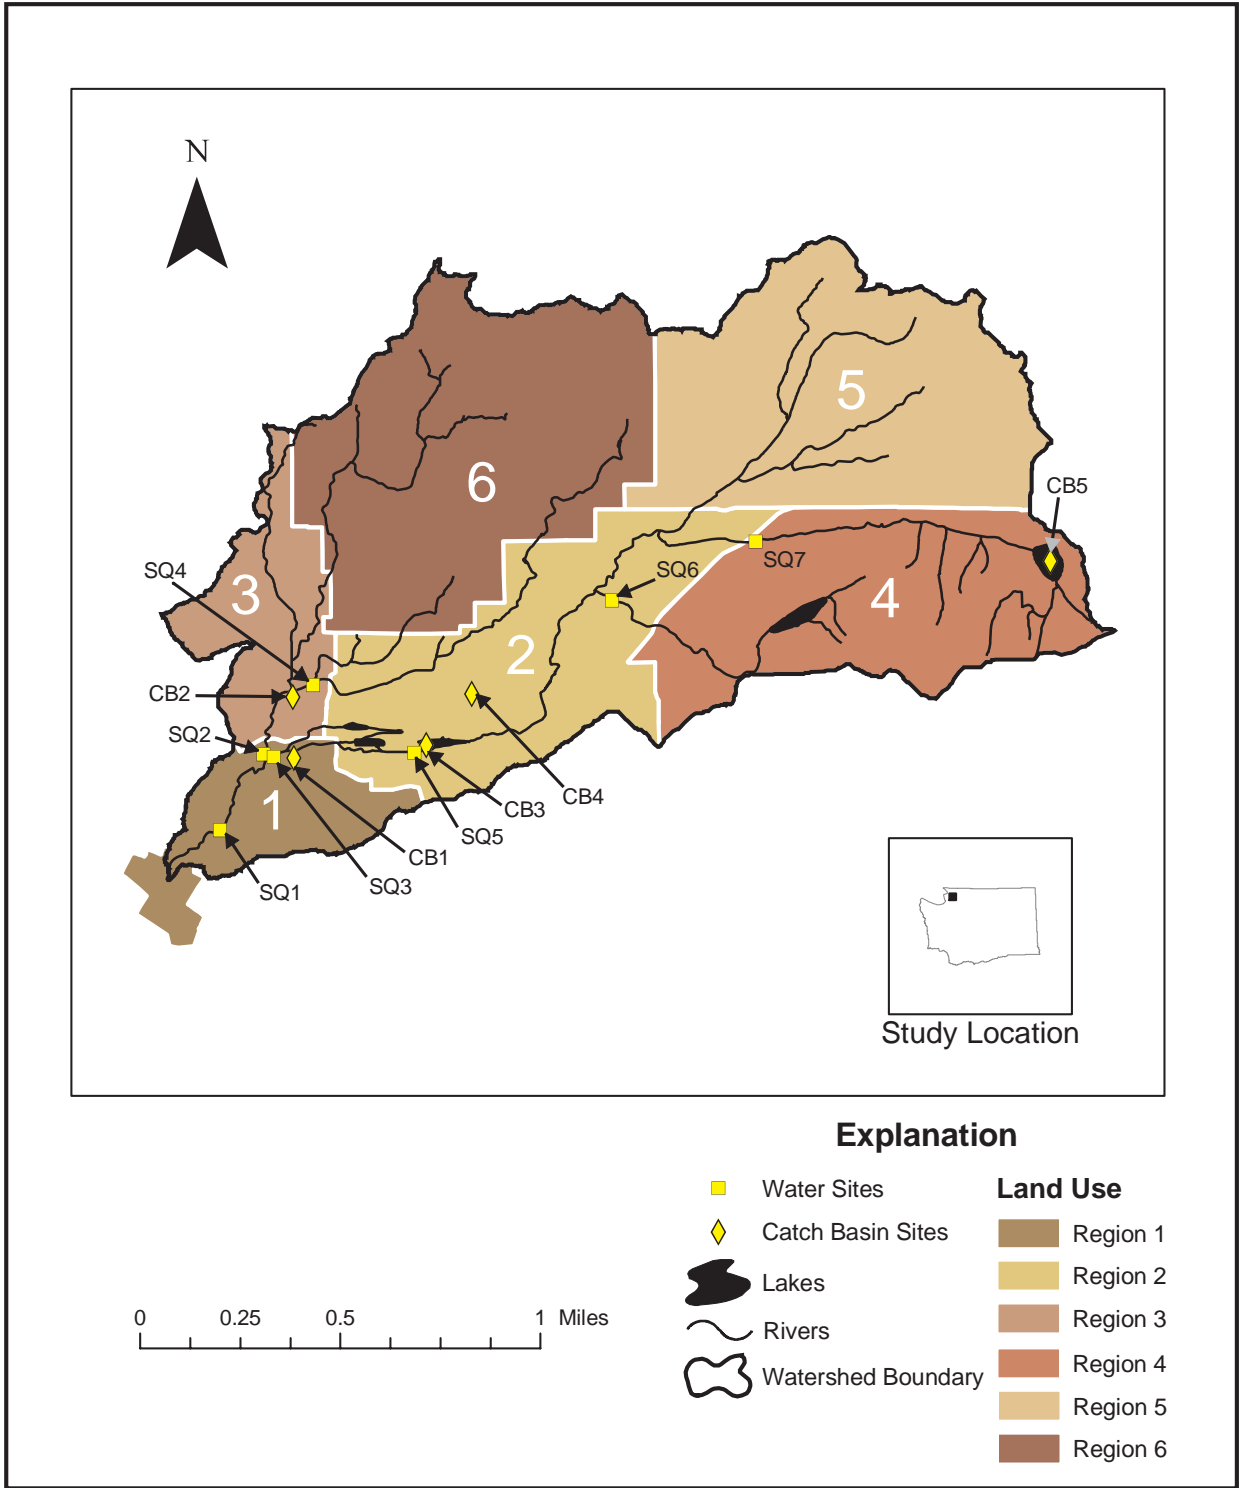 N
5
6
CB5
SQ4
SQ6
SQ7
3
4
2
CB2
SQ2
CB4
1
CB3
SQ5
CB1
SQ3
SQ1
Study Location
Explanation
Water Sites
Catch Basin Sites
Lakes
Rivers
Watershed Boundary
Land Use
Region 1
Region 2
Region 3
Region 4
Region 5
Region 6
0 0.25 0.5 1 Miles